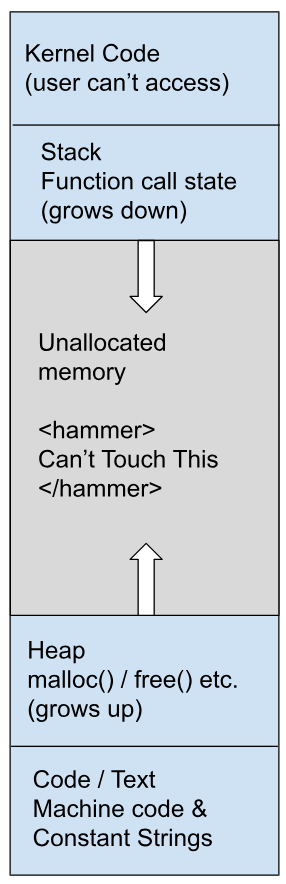 Kernel Code
(user can’t access)
Stack
Function call state
(grows down)
Unallocated
memory
<hammer>
Can’t Touch This
</hammer>
Heap
malloc() / free() etc.
(grows up)
Code / Text
Machine code &
Constant Strings